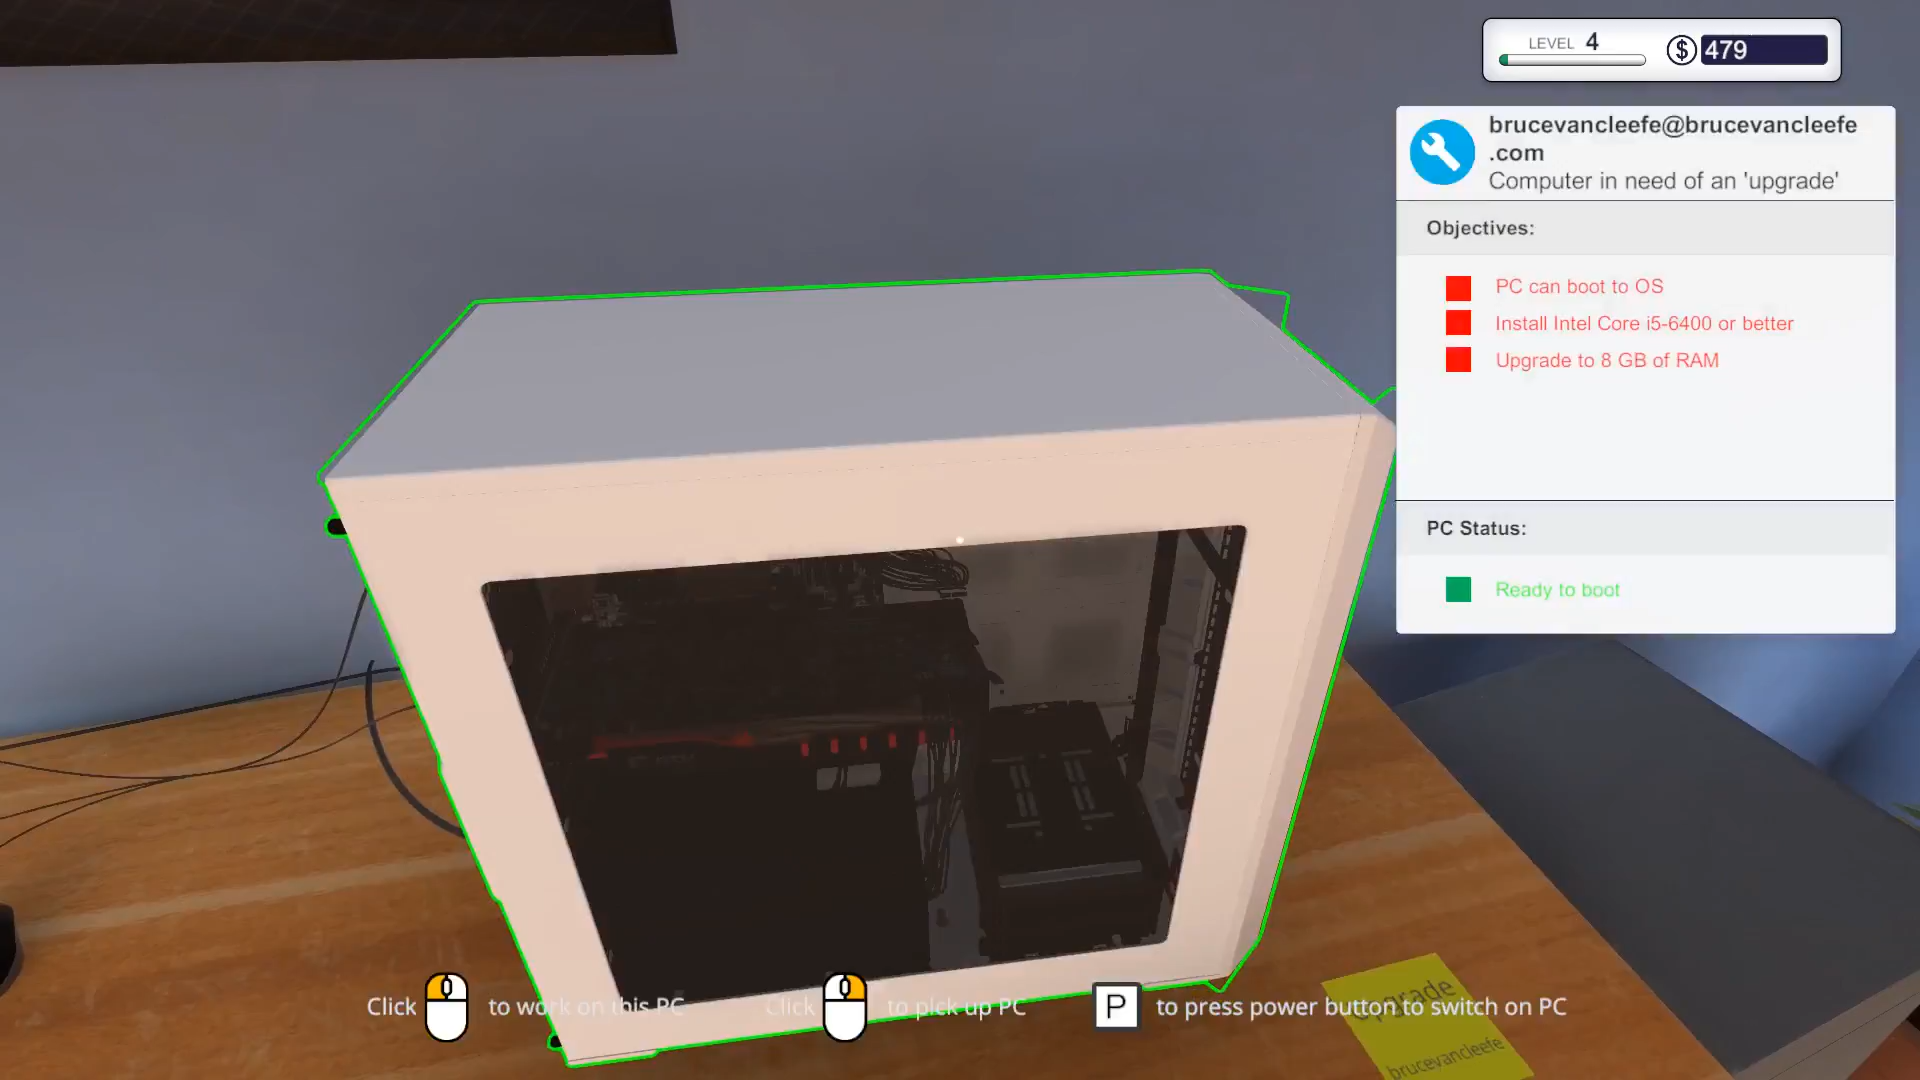 LEVEL 4
$ 479
brucevancleefe@brucevancleefe
.com
Computer in need of an 'upgrade'
Objectives:
PC can boot to OS
Install Intel Core i5-6400 or better
Upgrade to 8 GB of RAM
PC Status:
Ready to boot
Click to work on this PC Click to pick up PC P to press power button to switch on PC
Upgrade
brucevancleefe